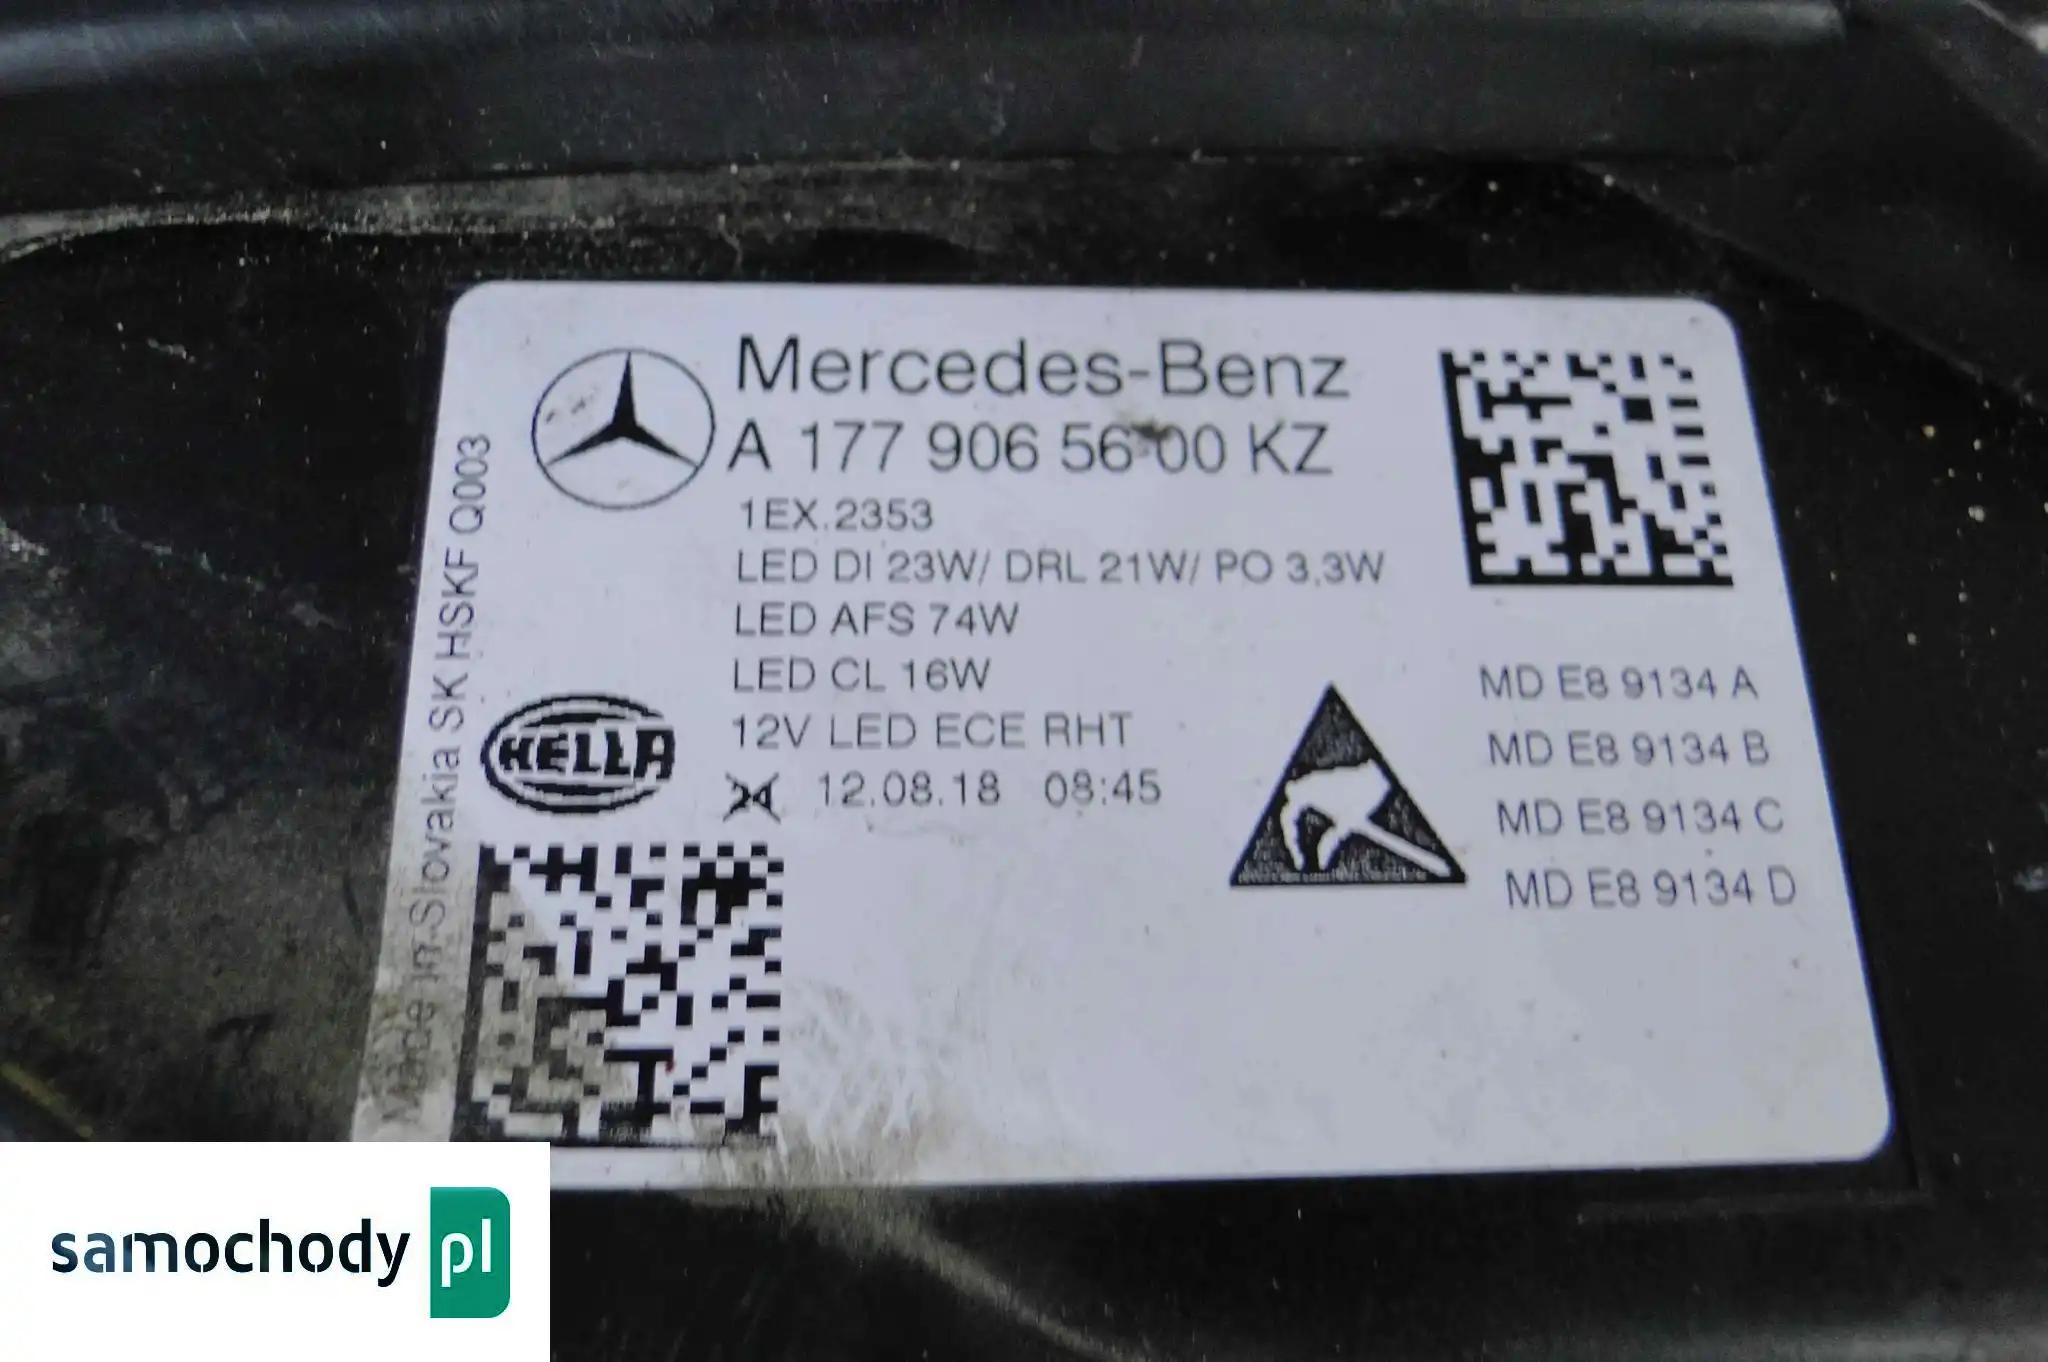 Mercedes-Benz
A 177 906 56 00 KZ
1EX.2353
LED DI 23W/ DRL 21W/ PO 3,3W
LED AFS 74W
LED CL 16W
12V LED ECE RHT
24 12.08.18 08:45
HELLA
Made in Slovakia SK HSKF Q003
MD E8 9134 A
MD E8 9134 B
MD E8 9134 C
MD E8 9134 D
samochody pl